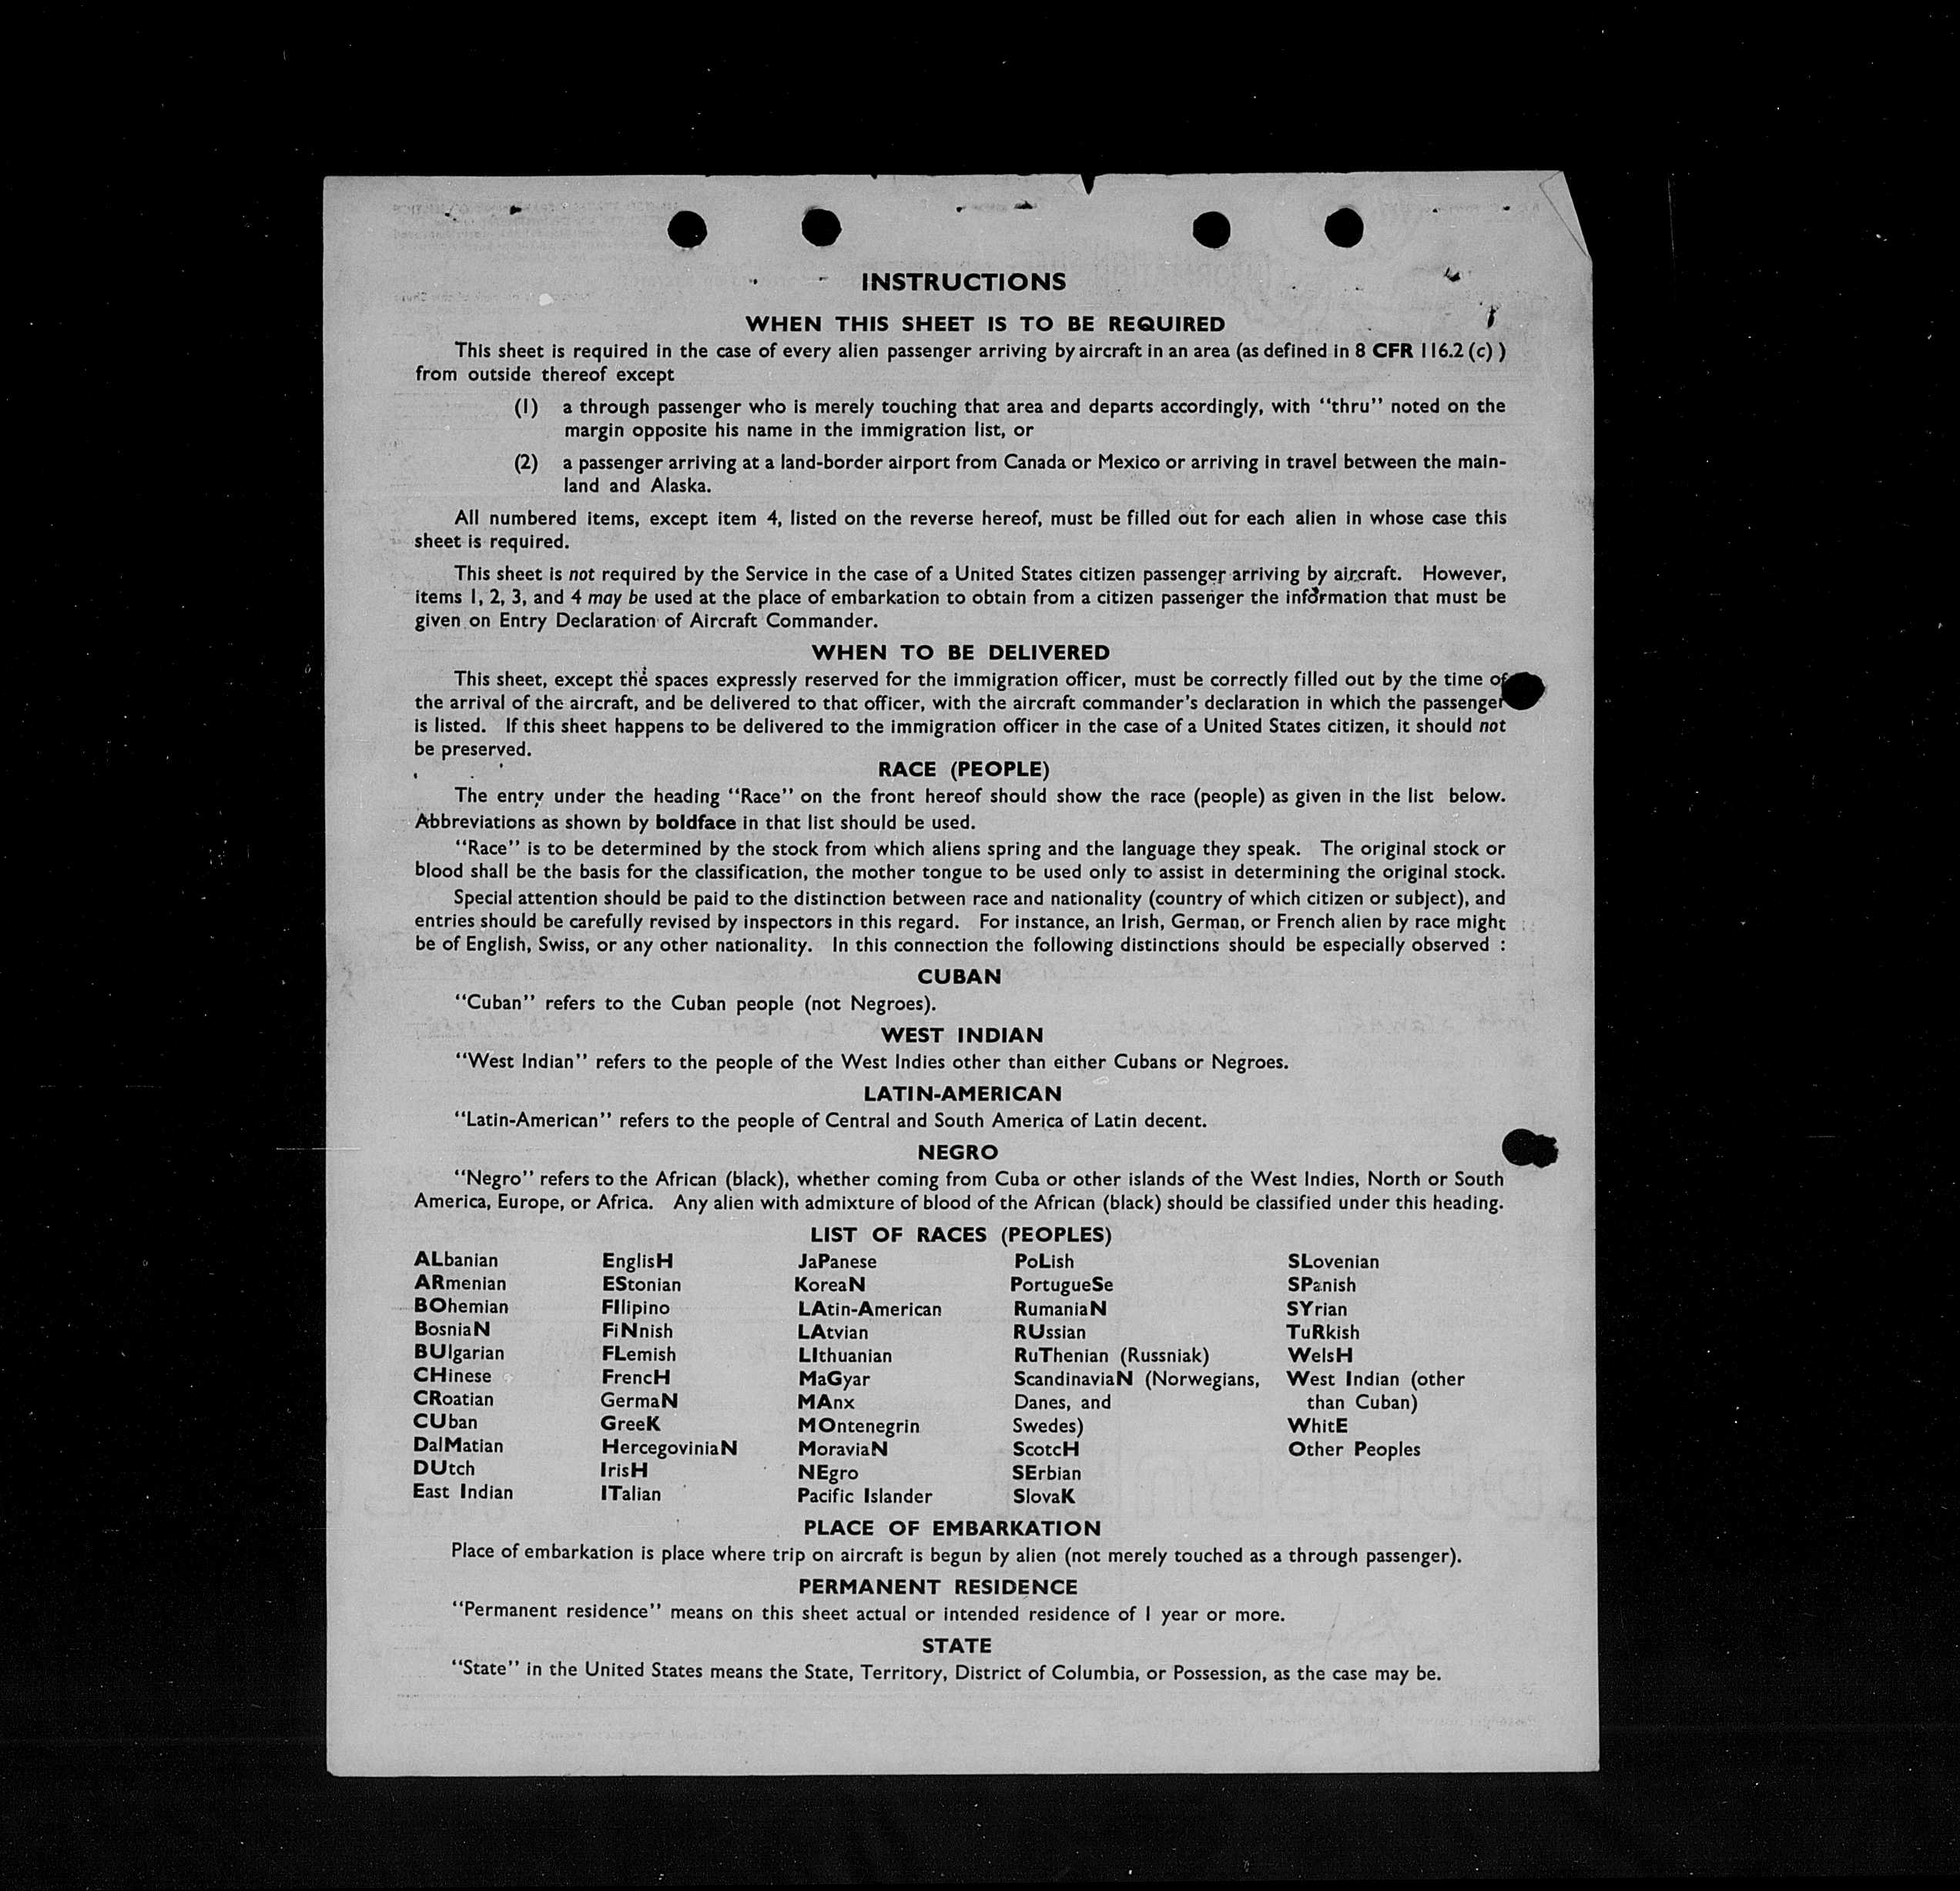 INSTRUCTIONS
WHEN THIS SHEET IS TO BE REQUIRED
This sheet is required in the case of every alien passenger arriving by aircraft in an area (as defined in 8 CFR 116.2 (c) )
from outside thereof except
(1) a through passenger who is merely touching that area and departs accordingly, with "thru" noted on the
margin opposite his name in the immigration list, or
(2) a passenger arriving at a land-border airport from Canada or Mexico or arriving in travel between the main-
land and Alaska.
All numbered items, except item 4, listed on the reverse hereof, must be filled out for each alien in whose case this
sheet is required.
This sheet is not required by the Service in the case of a United States citizen passenger arriving by aircraft. However,
items 1, 2, 3, and 4 may be used at the place of embarkation to obtain from a citizen passenger the information that must be
given on Entry Declaration of Aircraft Commander.
WHEN TO BE DELIVERED
This sheet, except the spaces expressly reserved for the immigration officer, must be correctly filled out by the time of
the arrival of the aircraft, and be delivered to that officer, with the aircraft commander's declaration in which the passenger
is listed. If this sheet happens to be delivered to the immigration officer in the case of a United States citizen, it should not
be preserved.
RACE (PEOPLE)
The entry under the heading "Race" on the front hereof should show the race (people) as given in the list below.
Abbreviations as shown by boldface in that list should be used.
"Race" is to be determined by the stock from which aliens spring and the language they speak. The original stock or
blood shall be the basis for the classification, the mother tongue to be used only to assist in determining the original stock.
Special attention should be paid to the distinction between race and nationality (country of which citizen or subject), and
entries should be carefully revised by inspectors in this regard. For instance, an Irish, German, or French alien by race might
be of English, Swiss, or any other nationality. In this connection the following distinctions should be especially observed :
CUBAN
"Cuban" refers to the Cuban people (not Negroes).
WEST INDIAN
"West Indian" refers to the people of the West Indies other than either Cubans or Negroes.
LATIN-AMERICAN
"Latin-American" refers to the people of Central and South America of Latin decent.
NEGRO
"Negro" refers to the African (black), whether coming from Cuba or other islands of the West Indies, North or South
America, Europe, or Africa. Any alien with admixture of blood of the African (black) should be classified under this heading.
LIST OF RACES (PEOPLES)
ALbanian
ARmenian
BOhemian
BosniaN
BUlgarian
CHinese
CRoatian
CUban
DalMatian
DUtch
East Indian
EnglisH
EStonian
FIlipino
FiNnish
FLemish
FrencH
GermaN
GreeK
HercegoviniaN
IrisH
ITalian
JaPanese
KoreaN
LAtin-American
LAtvian
LIthuanian
MaGyar
MAnx
MOntenegrin
MoraviaN
NEgro
Pacific Islander
PoLish
PortugueSe
RumaniaN
RUssian
RuThenian (Russniak)
ScandinaviaN (Norwegians,
Danes, and
Swedes)
ScotcH
SErbian
SlovaK
SLovenian
SPanish
SYrian
TuRkish
WelsH
West Indian (other
than Cuban)
WhitE
Other Peoples
PLACE OF EMBARKATION
Place of embarkation is place where trip on aircraft is begun by alien (not merely touched as a through passenger).
PERMANENT RESIDENCE
"Permanent residence" means on this sheet actual or intended residence of 1 year or more.
STATE
"State" in the United States means the State, Territory, District of Columbia, or Possession, as the case may be.